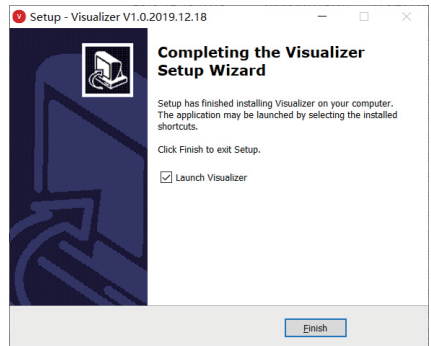 V Setup - Visualizer V1.0.2019.12.18
Completing the Visualizer
Setup Wizard
Setup has finished installing Visualizer on your computer.
The application may be launched by selecting the installed
shortcuts.
Click Finish to exit Setup.
Launch Visualizer
Finish